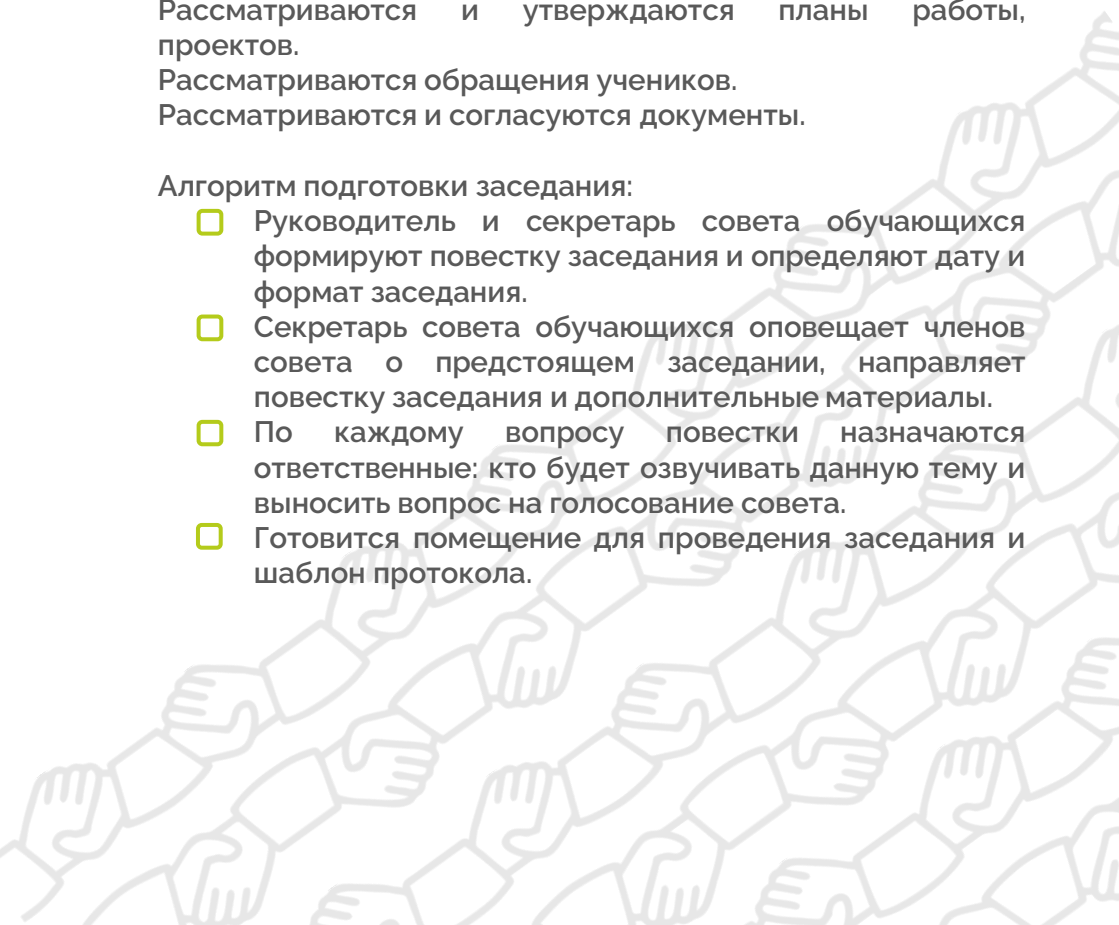 Рассматриваются и утверждаются планы работы,
проектов.
Рассматриваются обращения учеников.
Рассматриваются и согласуются документы.
Алгоритм подготовки заседания:
Руководитель и секретарь совета обучающихся
формируют повестку заседания и определяют дату и
формат заседания.
Секретарь совета обучающихся оповещает членов
совета о предстоящем заседании, направляет
повестку заседания и дополнительные материалы.
По каждому вопросу повестки назначаются
ответственные: кто будет озвучивать данную тему и
выносить вопрос на голосование совета.
Готовится помещение для проведения заседания и
шаблон протокола.